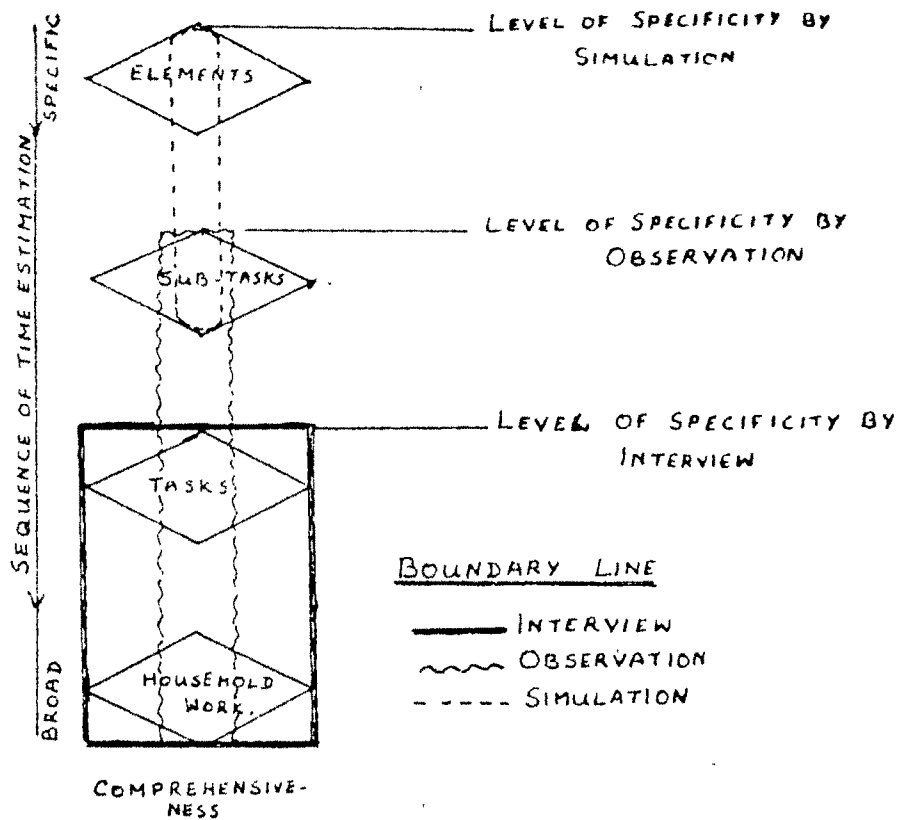 SPECIFIC
SEQUENCE OF TIME ESTIMATION
BROAD
LEVEL OF SPECIFICITY BY
SIMULATION
ELEMENTS
LEVEL OF SPECIFICITY BY
OBSERVATION
SUB-TASKS
LEVEL OF SPECIFICITY BY
INTERVIEW
TASKS
BOUNDARY LINE
INTERVIEW
OBSERVATION
SIMULATION
HOUSEHOLD
WORK.
COMPREHENSIVE-
NESS